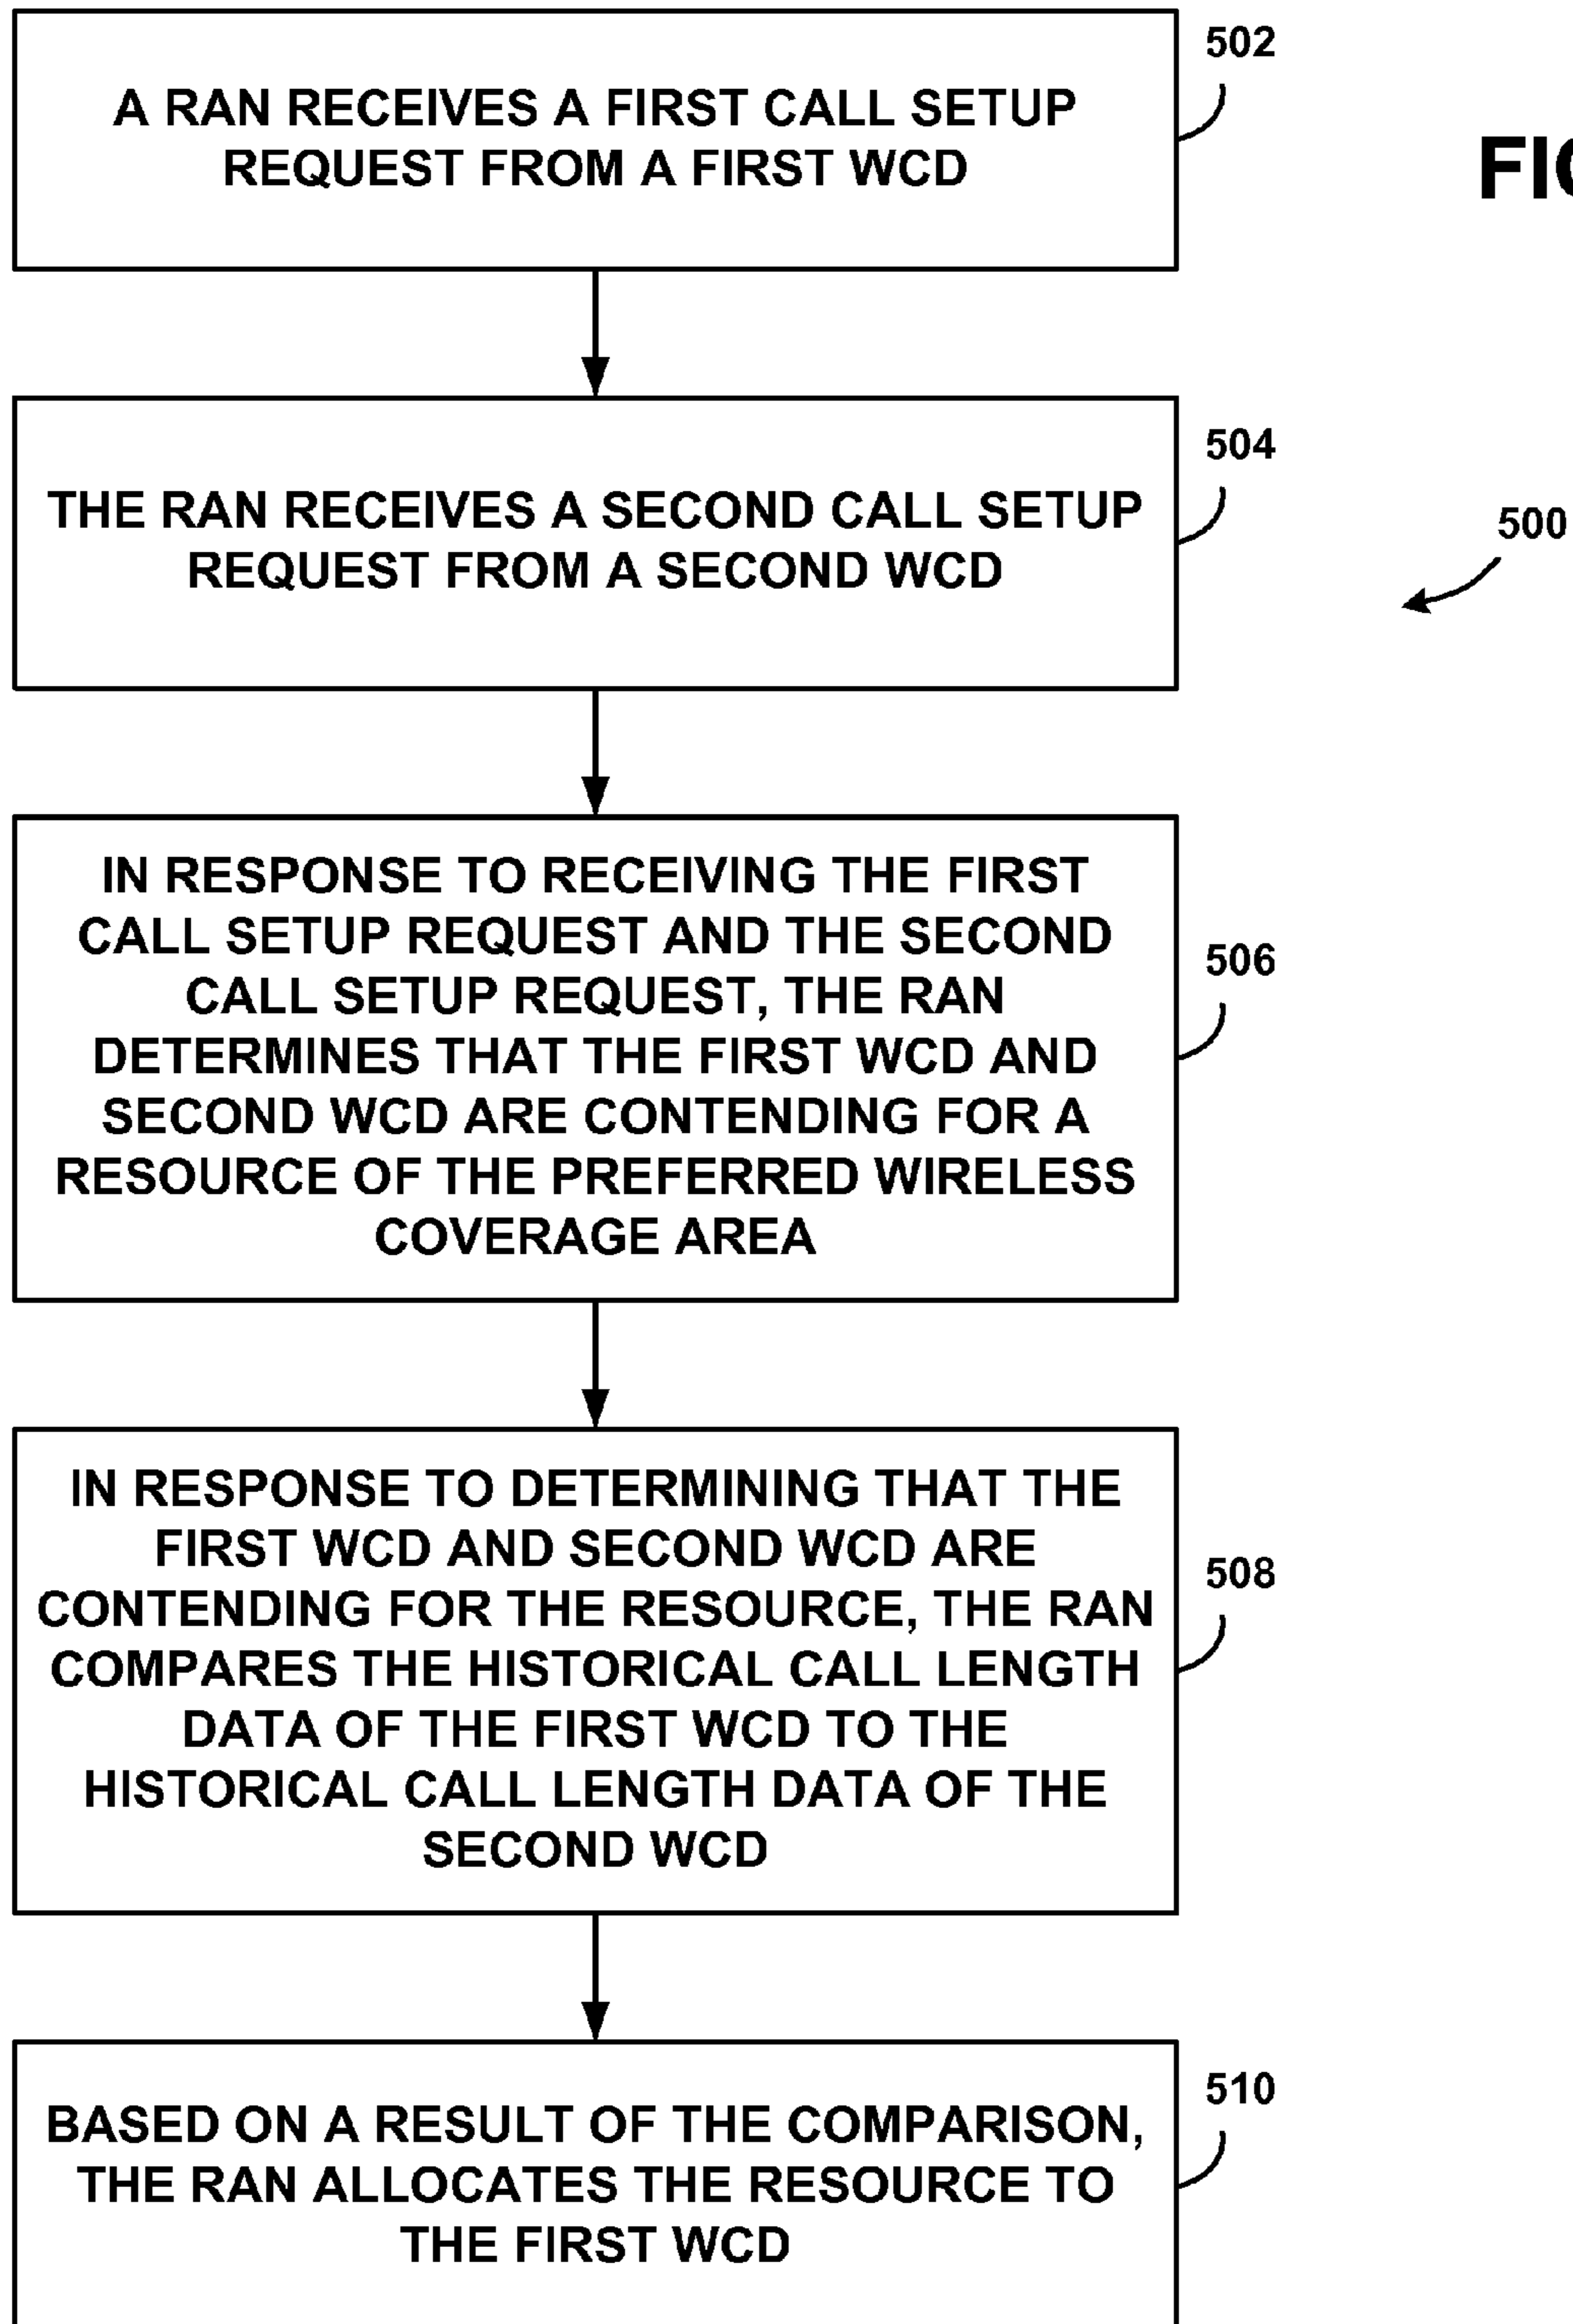 A RAN RECEIVES A FIRST CALL SETUP
REQUEST FROM A FIRST WCD
502
THE RAN RECEIVES A SECOND CALL SETUP
REQUEST FROM A SECOND WCD
504
500
IN RESPONSE TO RECEIVING THE FIRST
CALL SETUP REQUEST AND THE SECOND
CALL SETUP REQUEST, THE RAN
DETERMINES THAT THE FIRST WCD AND
SECOND WCD ARE CONTENDING FOR A
RESOURCE OF THE PREFERRED WIRELESS
COVERAGE AREA
506
IN RESPONSE TO DETERMINING THAT THE
FIRST WCD AND SECOND WCD ARE
CONTENDING FOR THE RESOURCE, THE RAN
COMPARES THE HISTORICAL CALL LENGTH
DATA OF THE FIRST WCD TO THE
HISTORICAL CALL LENGTH DATA OF THE
SECOND WCD
508
BASED ON A RESULT OF THE COMPARISON,
THE RAN ALLOCATES THE RESOURCE TO
THE FIRST WCD
510